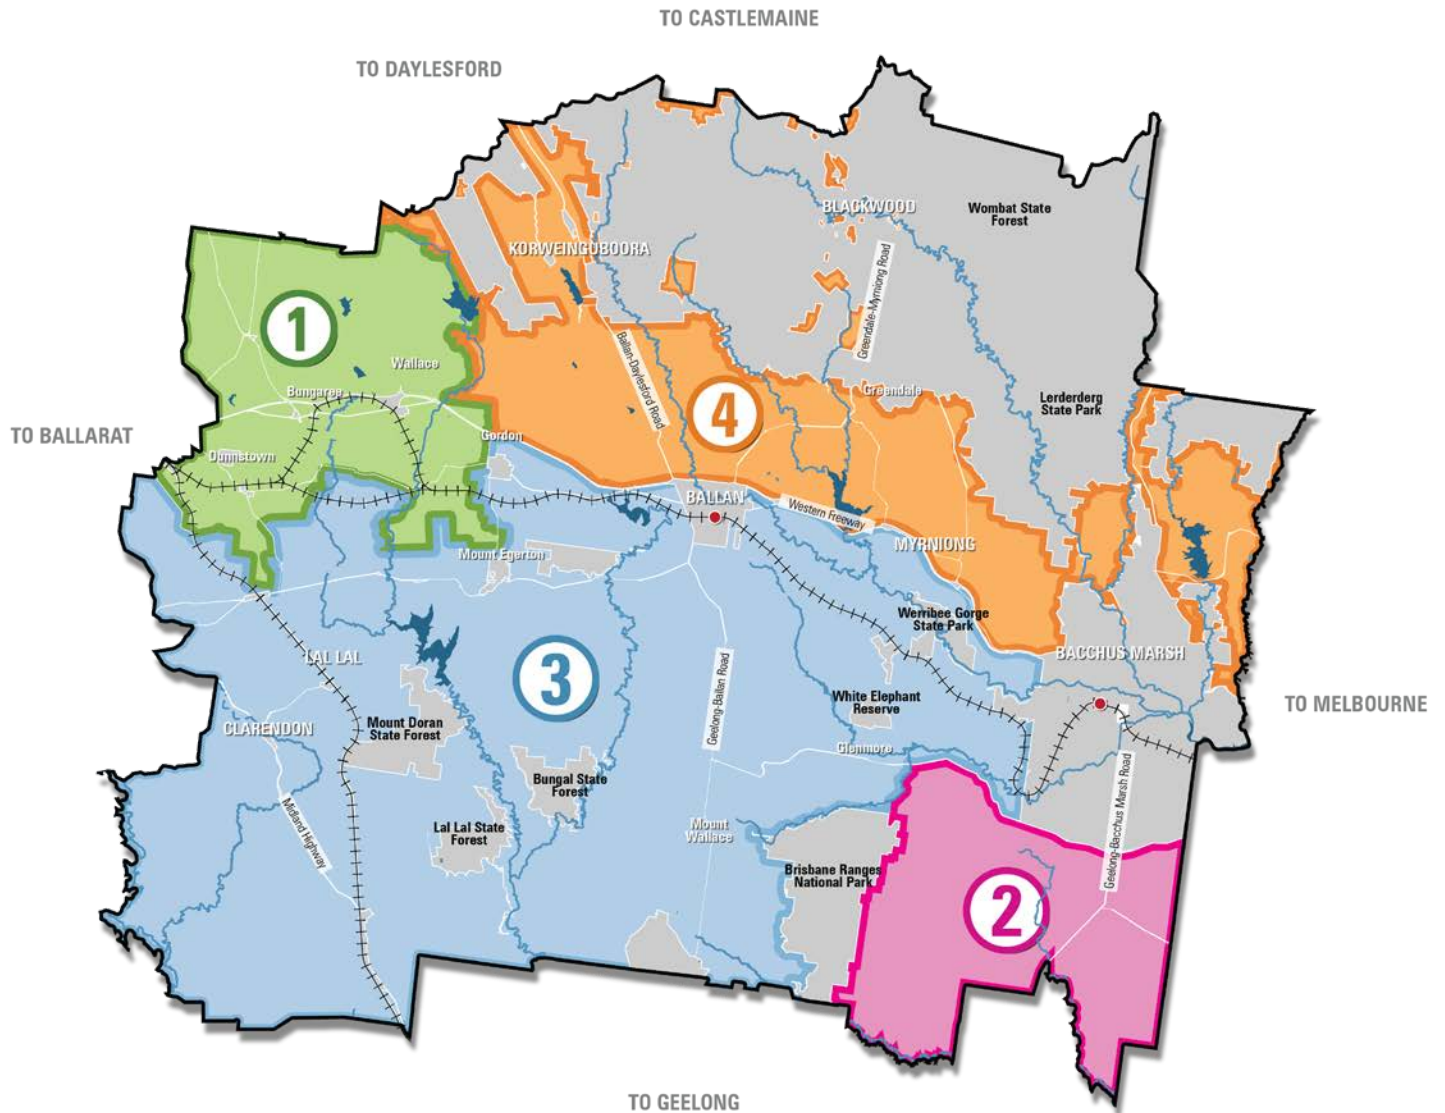 TO CASTLEMAINE
TO DAYLESFORD
BLACKWOOD
Wombat State
Forest
KORWEINGUBOORA
Greendale-Myrniong Road
1
Ballan-Daylesford Road
Wallace
Bungaree
Greendale
Lerderderg
State Park
4
TO BALLARAT
Gordon
Dunnstown
BALLAN
Western Freeway
MYRNIONG
Mount Egerton
Werribee Gorge
State Park
LAL LAL
BACCHUS MARSH
3
Geelong-Ballan Road
White Elephant
Reserve
TO MELBOURNE
CLARENDON
Mount Doran
State Forest
Glenmore
Bungal State
Forest
Geelong-Bacchus Marsh Road
Midland Highway
Lal Lal State
Forest
Mount
Wallace
Brisbane Ranges
National Park
2
TO GEELONG